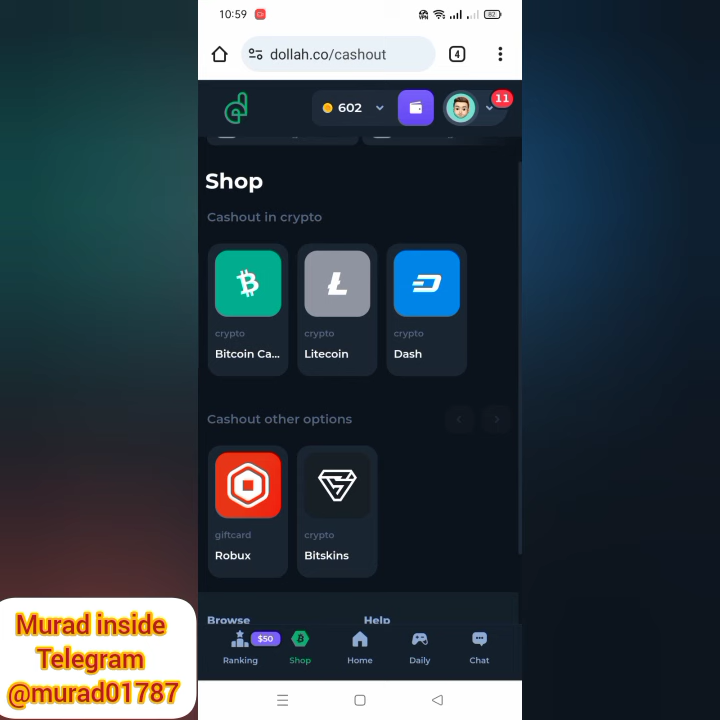 10:59
82
dollah.co/cashout
4
602
11
Shop
Cashout in crypto
crypto
Bitcoin Ca...
crypto
Litecoin
crypto
Dash
Cashout other options
giftcard
Robux
crypto
Bitskins
Browse
Help
$50
Ranking
Shop
Home
Daily
Chat
Murad inside
Telegram
@murad01787